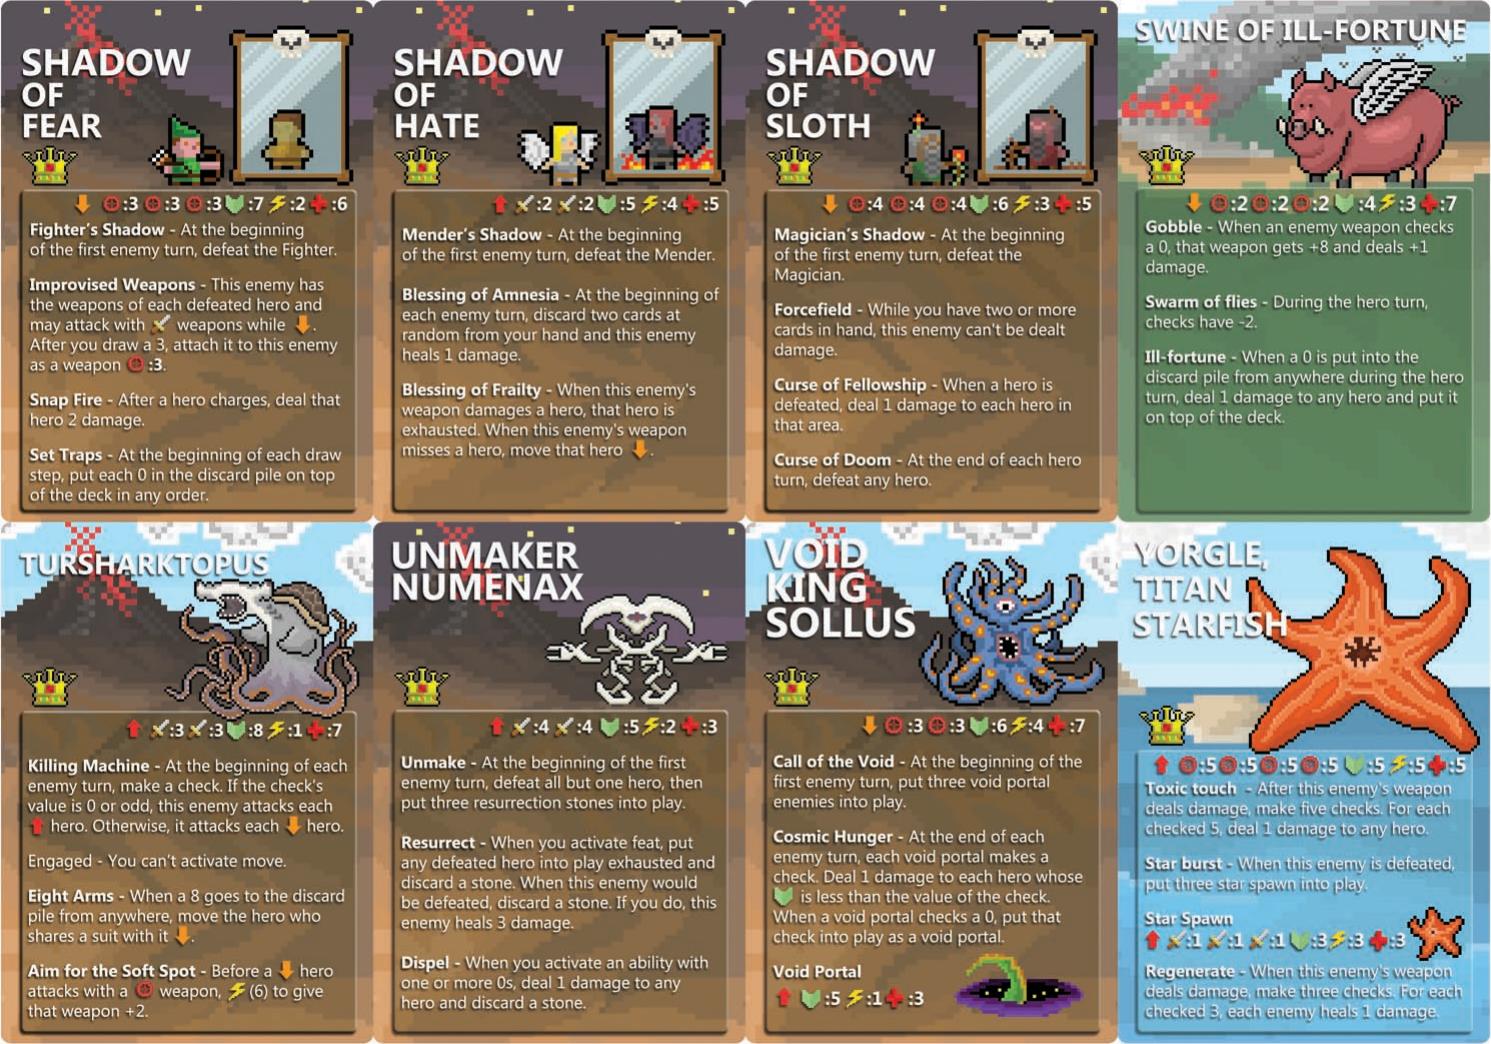 SHADOW
OF
FEAR
:3 :3 :3 :7 :2 :6
Fighter's Shadow - At the beginning
of the first enemy turn, defeat the Fighter.
Improvised Weapons - This enemy has
the weapons of each defeated hero and
may attack with weapons while .
After you draw a 3, attach it to this enemy
as a weapon :3.
Snap Fire - After a hero charges, deal that
hero 2 damage.
Set Traps - At the beginning of each draw
step, put each 0 in the discard pile on top
of the deck in any order.
SHADOW
OF
HATE
:2 :2 :5 :4 :5
Mender's Shadow - At the beginning
of the first enemy turn, defeat the Mender.
Blessing of Amnesia - At the beginning of
each enemy turn, discard two cards at
random from your hand and this enemy
heals 1 damage.
Blessing of Frailty - When this enemy's
weapon damages a hero, that hero is
exhausted. When this enemy's weapon
misses a hero, move that hero .
SHADOW
OF
SLOTH
:4 :4 :4 :6 :3 :5
Magician's Shadow - At the beginning
of the first enemy turn, defeat the
Magician.
Forcefield - While you have two or more
cards in hand, this enemy can't be dealt
damage.
Curse of Fellowship - When a hero is
defeated, deal 1 damage to each hero in
that area.
Curse of Doom - At the end of each hero
turn, defeat any hero.
SWINE OF ILL-FORTUNE
:2 :2 :2 :4 :3 :7
Gobble - When an enemy weapon checks
a 0, that weapon gets +8 and deals +1
damage.
Swarm of flies - During the hero turn,
checks have -2.
Ill-fortune - When a 0 is put into the
discard pile from anywhere during the hero
turn, deal 1 damage to any hero and put it
on top of the deck.
TURSHARKTOPUS
:3 :3 :8 :1 :7
Killing Machine - At the beginning of each
enemy turn, make a check. If the check's
value is 0 or odd, this enemy attacks each
hero. Otherwise, it attacks each hero.
Engaged - You can't activate move.
Eight Arms - When a 8 goes to the discard
pile from anywhere, move the hero who
shares a suit with it .
Aim for the Soft Spot - Before a hero
attacks with a weapon, (6) to give
that weapon +2.
UNMAKER
NUMENAX
:4 :4 :5 :2 :3
Unmake - At the beginning of the first
enemy turn, defeat all but one hero, then
put three resurrection stones into play.
Resurrect - When you activate feat, put
any defeated hero into play exhausted and
discard a stone. When this enemy would
be defeated, discard a stone. If you do, this
enemy heals 3 damage.
Dispel - When you activate an ability with
one or more 0s, deal 1 damage to any
hero and discard a stone.
VOID
KING
SOLLUS
:3 :3 :6 :4 :7
Call of the Void - At the beginning of the
first enemy turn, put three void portal
enemies into play.
Cosmic Hunger - At the end of each
enemy turn, each void portal makes a
check. Deal 1 damage to each hero whose
is less than the value of the check.
When a void portal checks a 0, put that
check into play as a void portal.
Void Portal
:5 :1 :3
YORGLE,
TITAN
STARFISH
:5 :5 :5 :5 :5 :5 :5
Toxic touch - After this enemy's weapon
deals damage, make five checks. For each
checked 5, deal 1 damage to any hero.
Star burst - When this enemy is defeated,
put three star spawn into play.
Star Spawn
:1 :1 :1 :3 :3 :3
Regenerate - When this enemy's weapon
deals damage, make three checks. For each
checked 3, each enemy heals 1 damage.